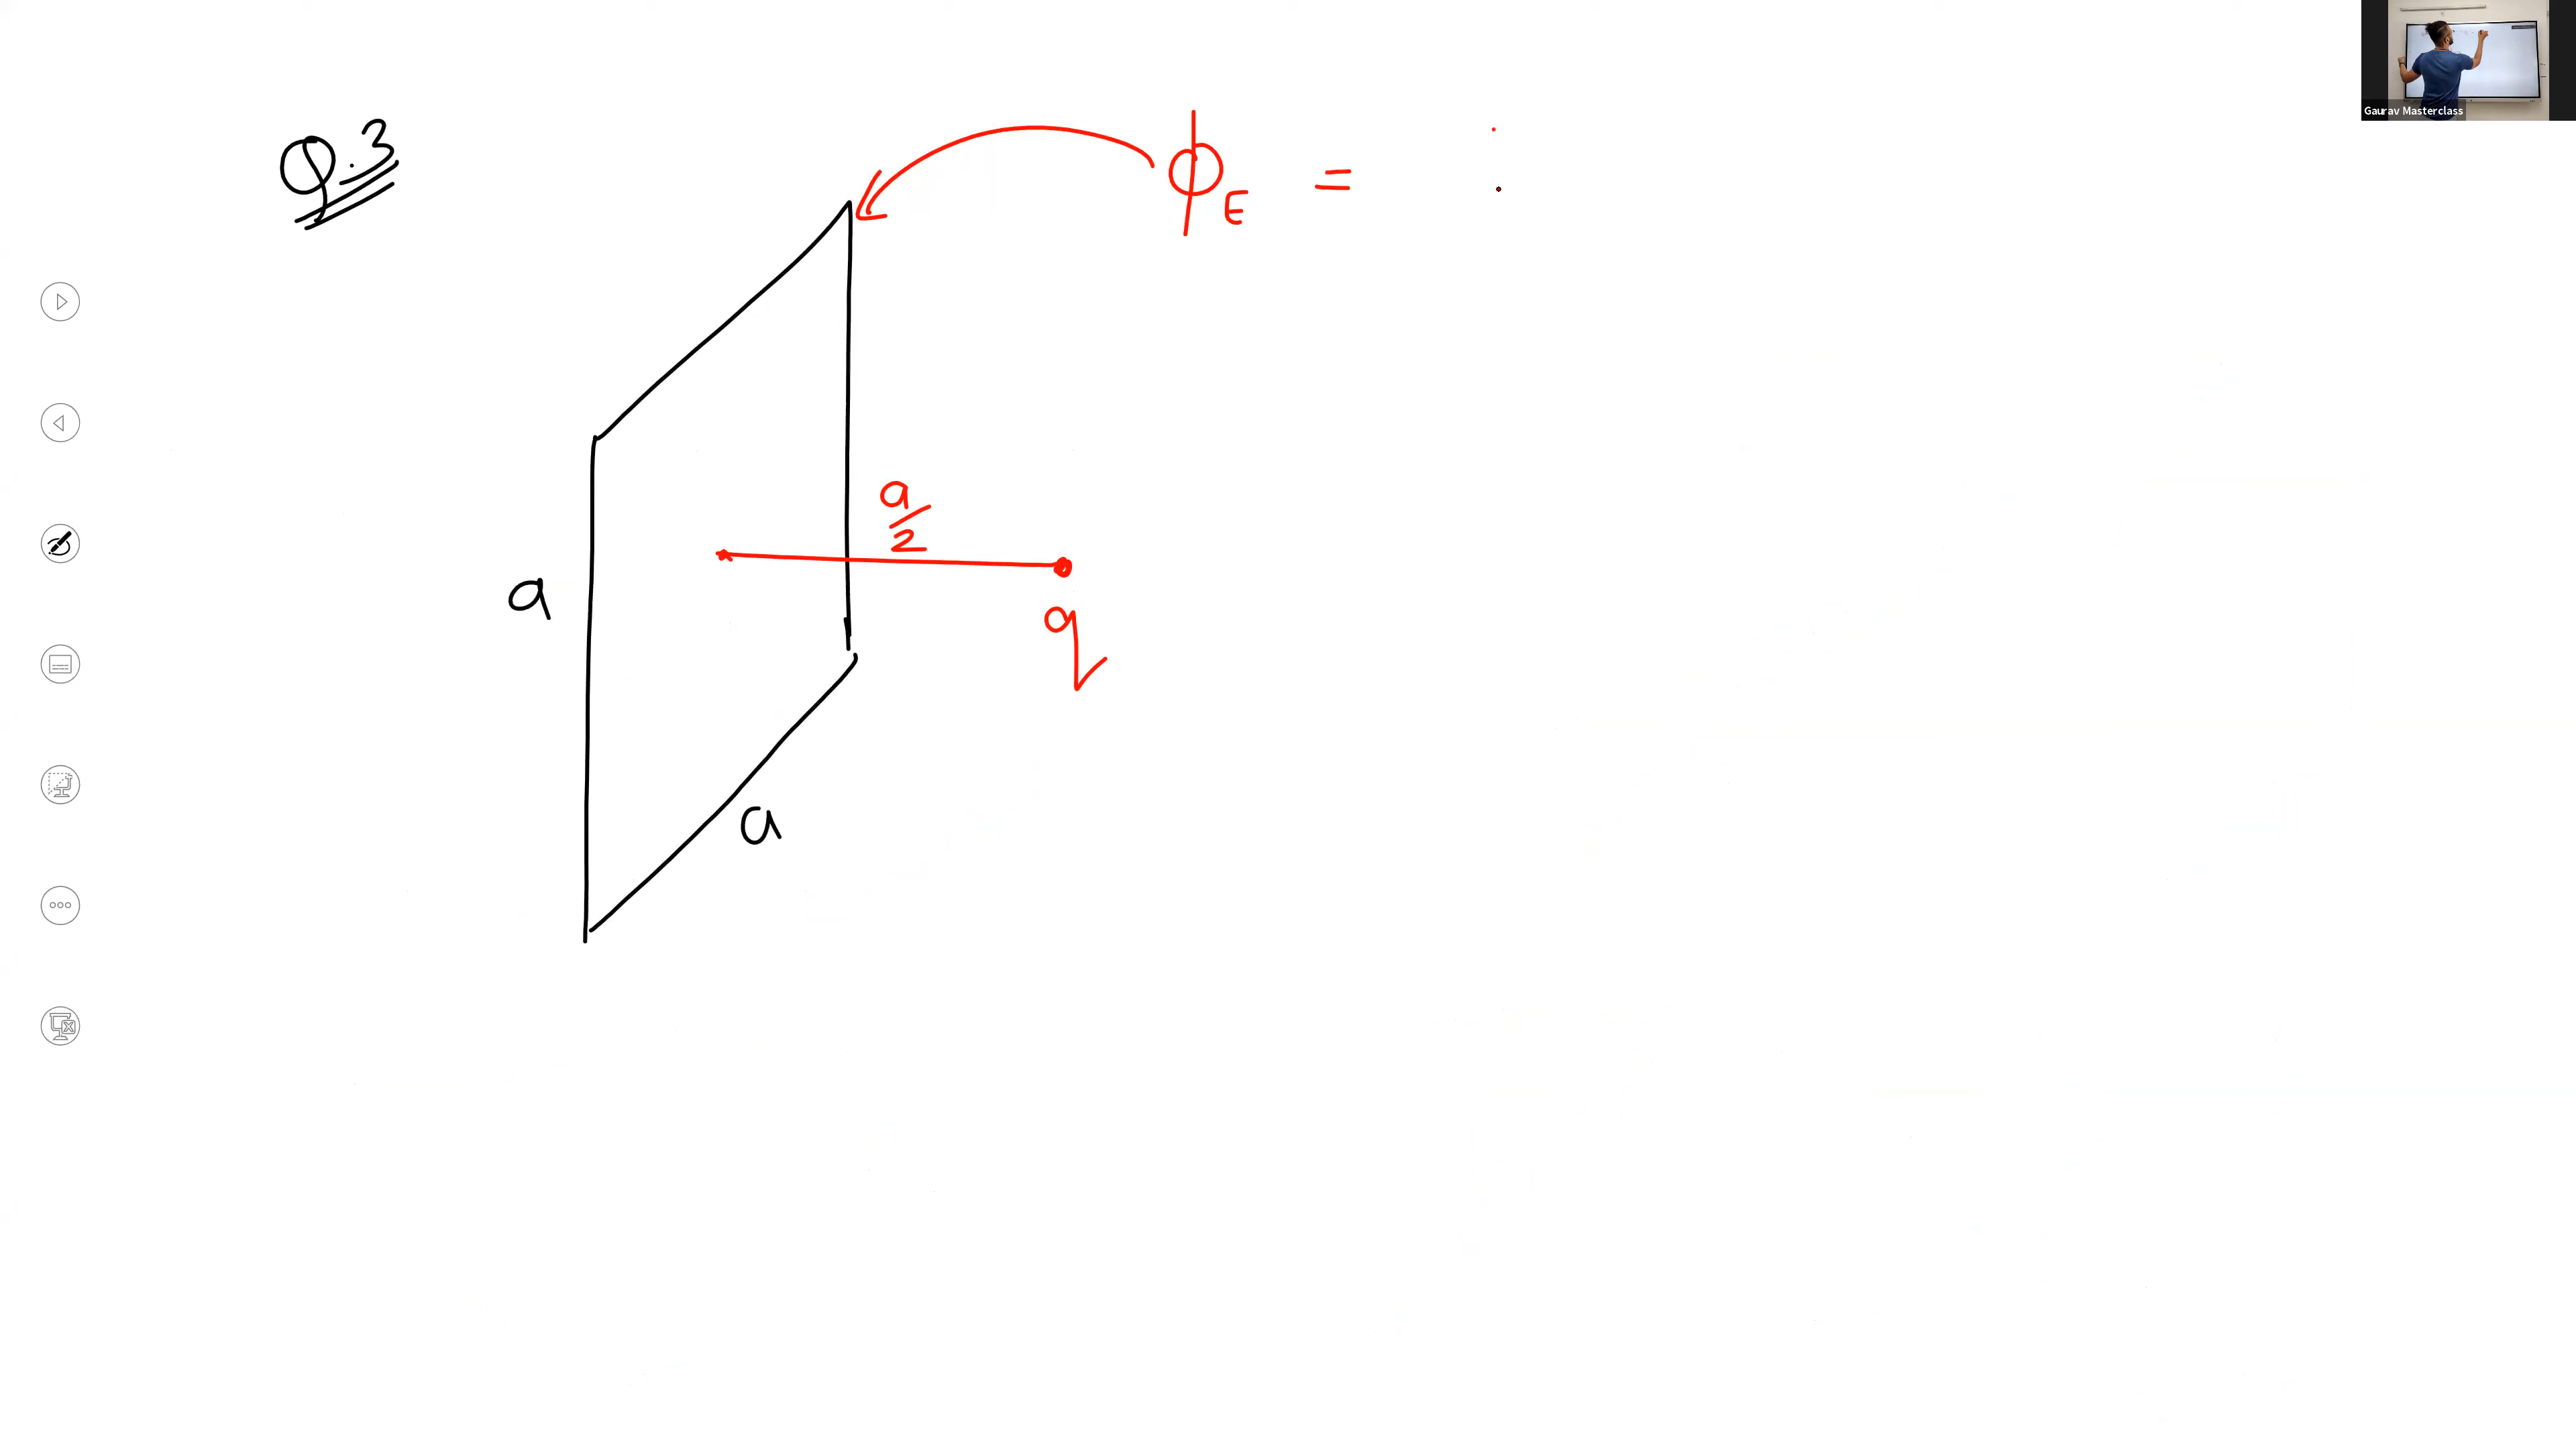 Q.3
ϕE =
a/2
a
q
a
Gaurav Masterclass